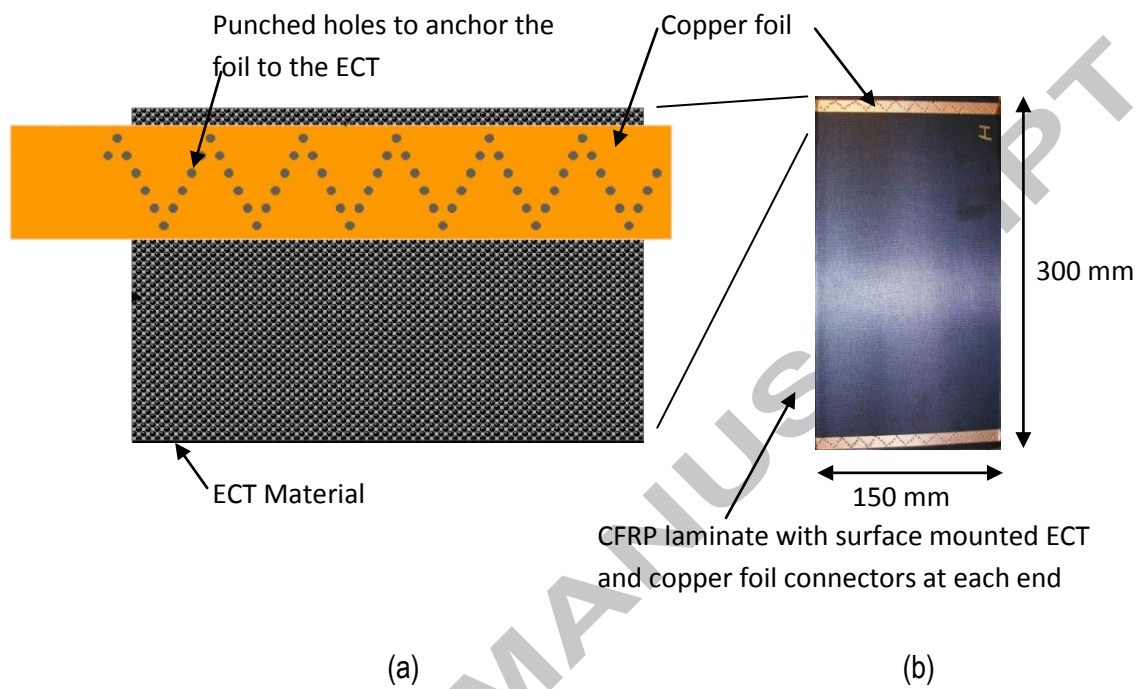 Punched holes to anchor the
foil to the ECT
Copper foil
H
300 mm
ECT Material
150 mm
CFRP laminate with surface mounted ECT
and copper foil connectors at each end
MANUSCRIPT
(a)
(b)